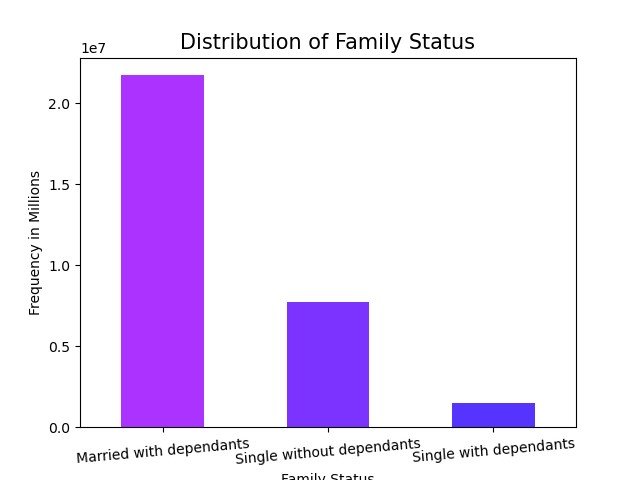 Distribution of Family Status
1e7
2.0
1.5
1.0
0.5
0.0
Frequency in Millions
Married with dependants
Single without dependants
Single with dependants
Family Status